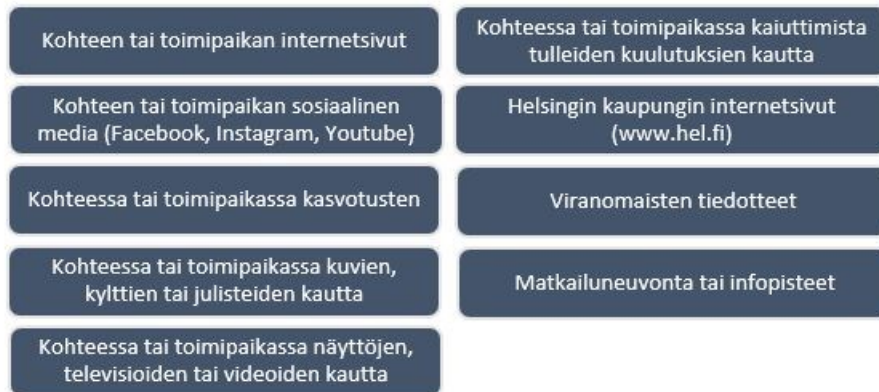 Kohteen tai toimipaikan internetsivut
Kohteen tai toimipaikan sosiaalinen
media (Facebook, Instagram, Youtube)
Kohteessa tai toimipaikassa kasvotusten
Kohteessa tai toimipaikassa kuvien,
kylttien tai julisteiden kautta
Kohteessa tai toimipaikassa näyttöjen,
televisioiden tai videoiden kautta
Kohteessa tai toimipaikassa kaiuttimista
tulleiden kuulutuksien kautta
Helsingin kaupungin internetsivut
(www.hel.fi)
Viranomaisten tiedotteet
Matkailuneuvonta tai infopisteet